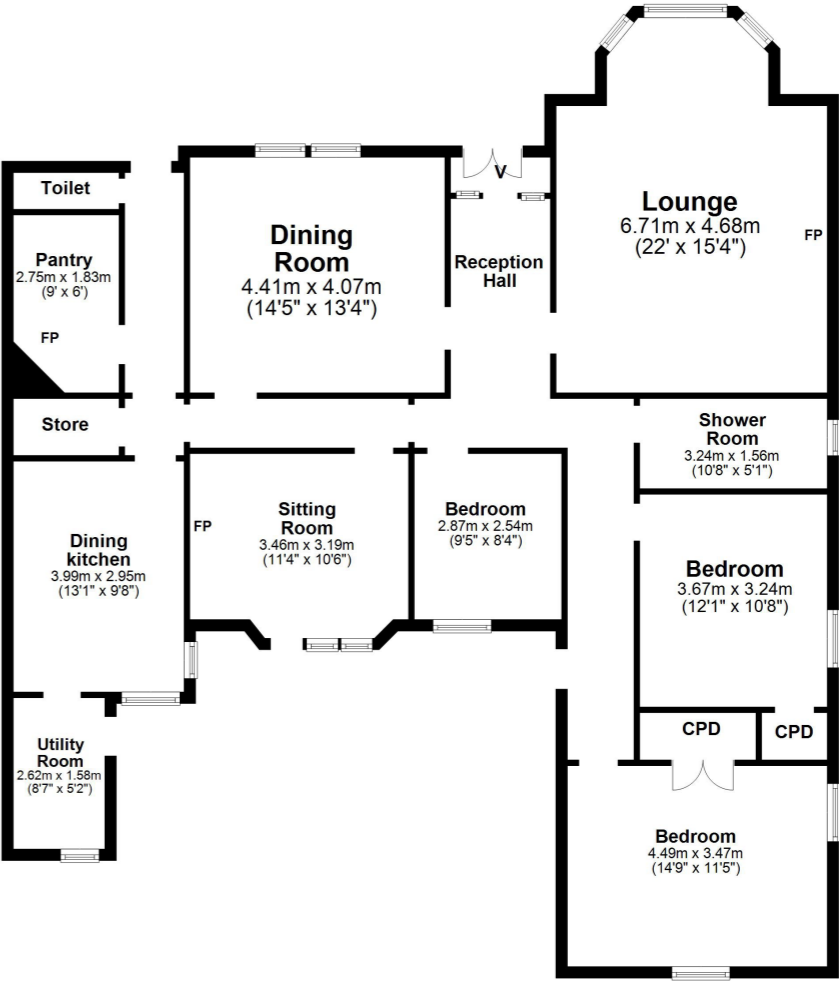 Toilet
Pantry
2.75m x 1.83m
(9' x 6')
FP
Store
Dining
Room
4.41m x 4.07m
(14'5" x 13'4")
V
Reception
Hall
Lounge
6.71m x 4.68m
(22' x 15'4")
FP
Shower
Room
3.24m x 1.56m
(10'8" x 5'1")
Dining
kitchen
3.99m x 2.95m
(13'1" x 9'8")
FP
Sitting
Room
3.46m x 3.19m
(11'4" x 10'6")
Bedroom
2.87m x 2.54m
(9'5" x 8'4")
Bedroom
3.67m x 3.24m
(12'1" x 10'8")
CPD
CPD
Utility
Room
2.62m x 1.58m
(8'7" x 5'2")
Bedroom
4.49m x 3.47m
(14'9" x 11'5")